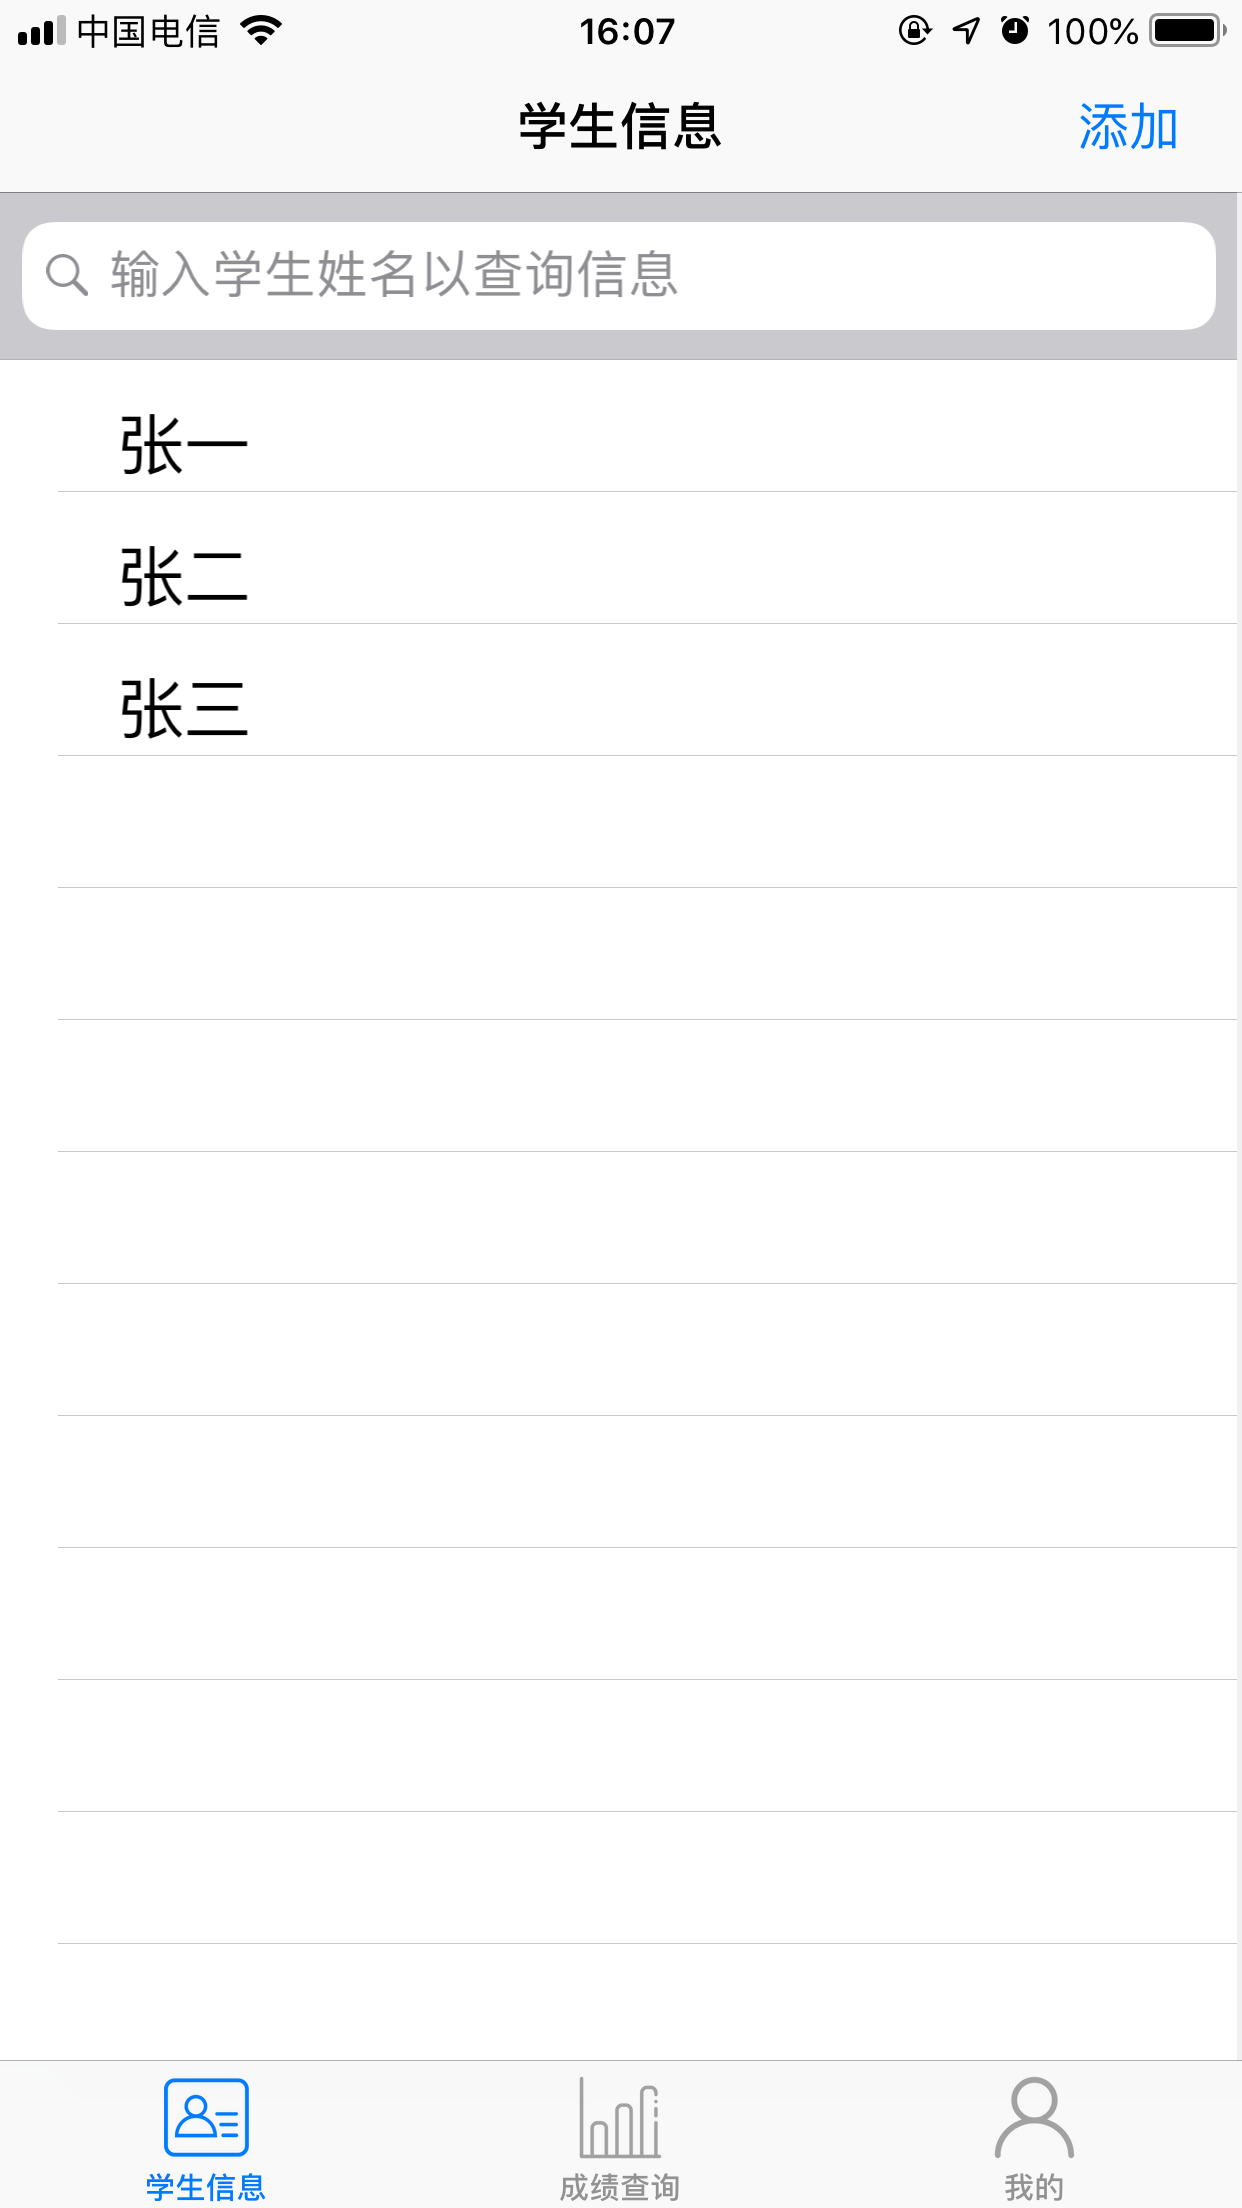 中国电信 16:07 100%
学生信息 添加
输入学生姓名以查询信息
张一
张二
张三
学生信息 成绩查询 我的